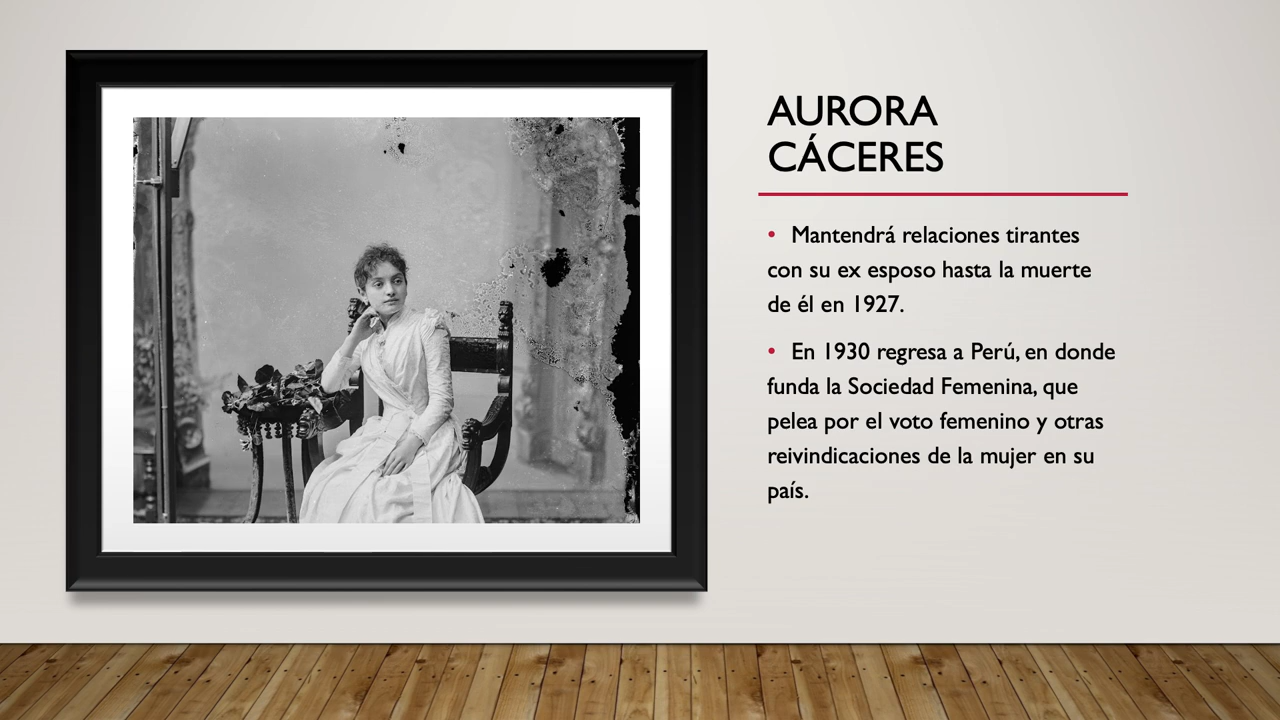 AURORA
CÁCERES
• Mantendrá relaciones tirantes
con su ex esposo hasta la muerte
de él en 1927.
• En 1930 regresa a Perú, en donde
funda la Sociedad Femenina, que
pelea por el voto femenino y otras
reivindicaciones de la mujer en su
país.